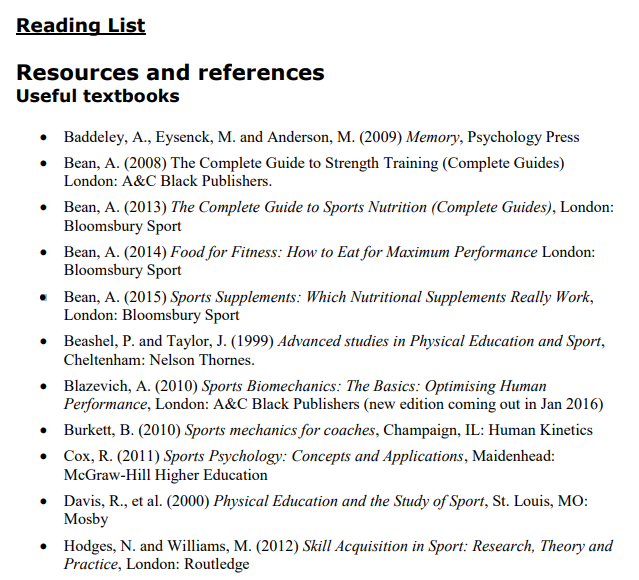 Reading List
Resources and references
Useful textbooks
• Baddeley, A., Eysenck, M. and Anderson, M. (2009) Memory, Psychology Press
• Bean, A. (2008) The Complete Guide to Strength Training (Complete Guides)
London: A&C Black Publishers.
• Bean, A. (2013) The Complete Guide to Sports Nutrition (Complete Guides), London:
Bloomsbury Sport
• Bean, A. (2014) Food for Fitness: How to Eat for Maximum Performance London:
Bloomsbury Sport
• Bean, A. (2015) Sports Supplements: Which Nutritional Supplements Really Work,
London: Bloomsbury Sport
• Beashel, P. and Taylor, J. (1999) Advanced studies in Physical Education and Sport,
Cheltenham: Nelson Thornes.
• Blazevich, A. (2010) Sports Biomechanics: The Basics: Optimising Human
Performance, London: A&C Black Publishers (new edition coming out in Jan 2016)
• Burkett, B. (2010) Sports mechanics for coaches, Champaign, IL: Human Kinetics
• Cox, R. (2011) Sports Psychology: Concepts and Applications, Maidenhead:
McGraw-Hill Higher Education
• Davis, R., et al. (2000) Physical Education and the Study of Sport, St. Louis, MO:
Mosby
• Hodges, N. and Williams, M. (2012) Skill Acquisition in Sport: Research, Theory and
Practice, London: Routledge